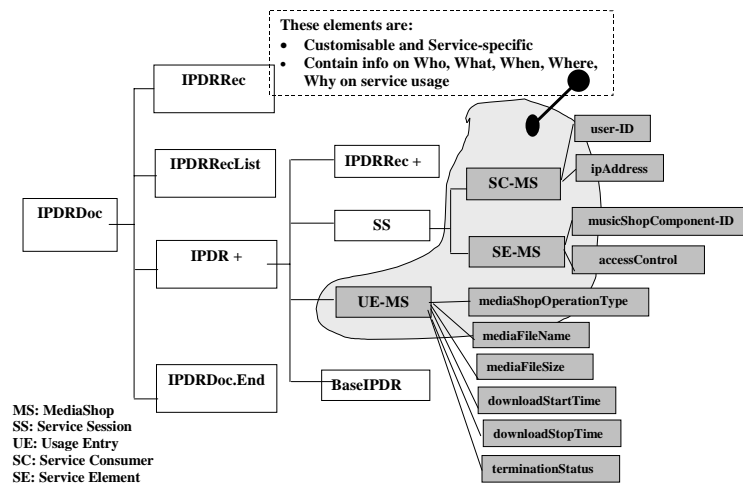 These elements are:
• Customisable and Service-specific
• Contain info on Who, What, When, Where,
Why on service usage
IPDRRec
IPDRRecList
IPDRDoc
IPDR +
IPDRDoc.End
IPDRRec +
SS
UE-MS
BaseIPDR
SC-MS
SE-MS
user-ID
ipAddress
musicShopComponent-ID
accessControl
mediaShopOperationType
mediaFileName
mediaFileSize
downloadStartTime
downloadStopTime
terminationStatus
MS: MediaShop
SS: Service Session
UE: Usage Entry
SC: Service Consumer
SE: Service Element